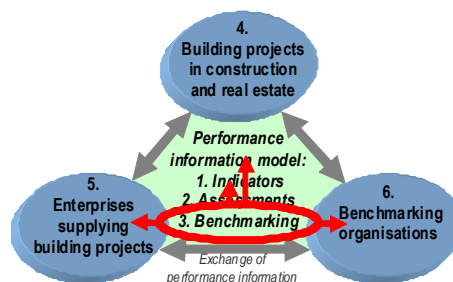 4.
Building projects
in construction
and real estate
Performance
information model:
1. Indicators
2. Assessments
3. Benchmarking
5.
Enterprises
supplying
building projects
6.
Benchmarking
organisations
Exchange of
performance information